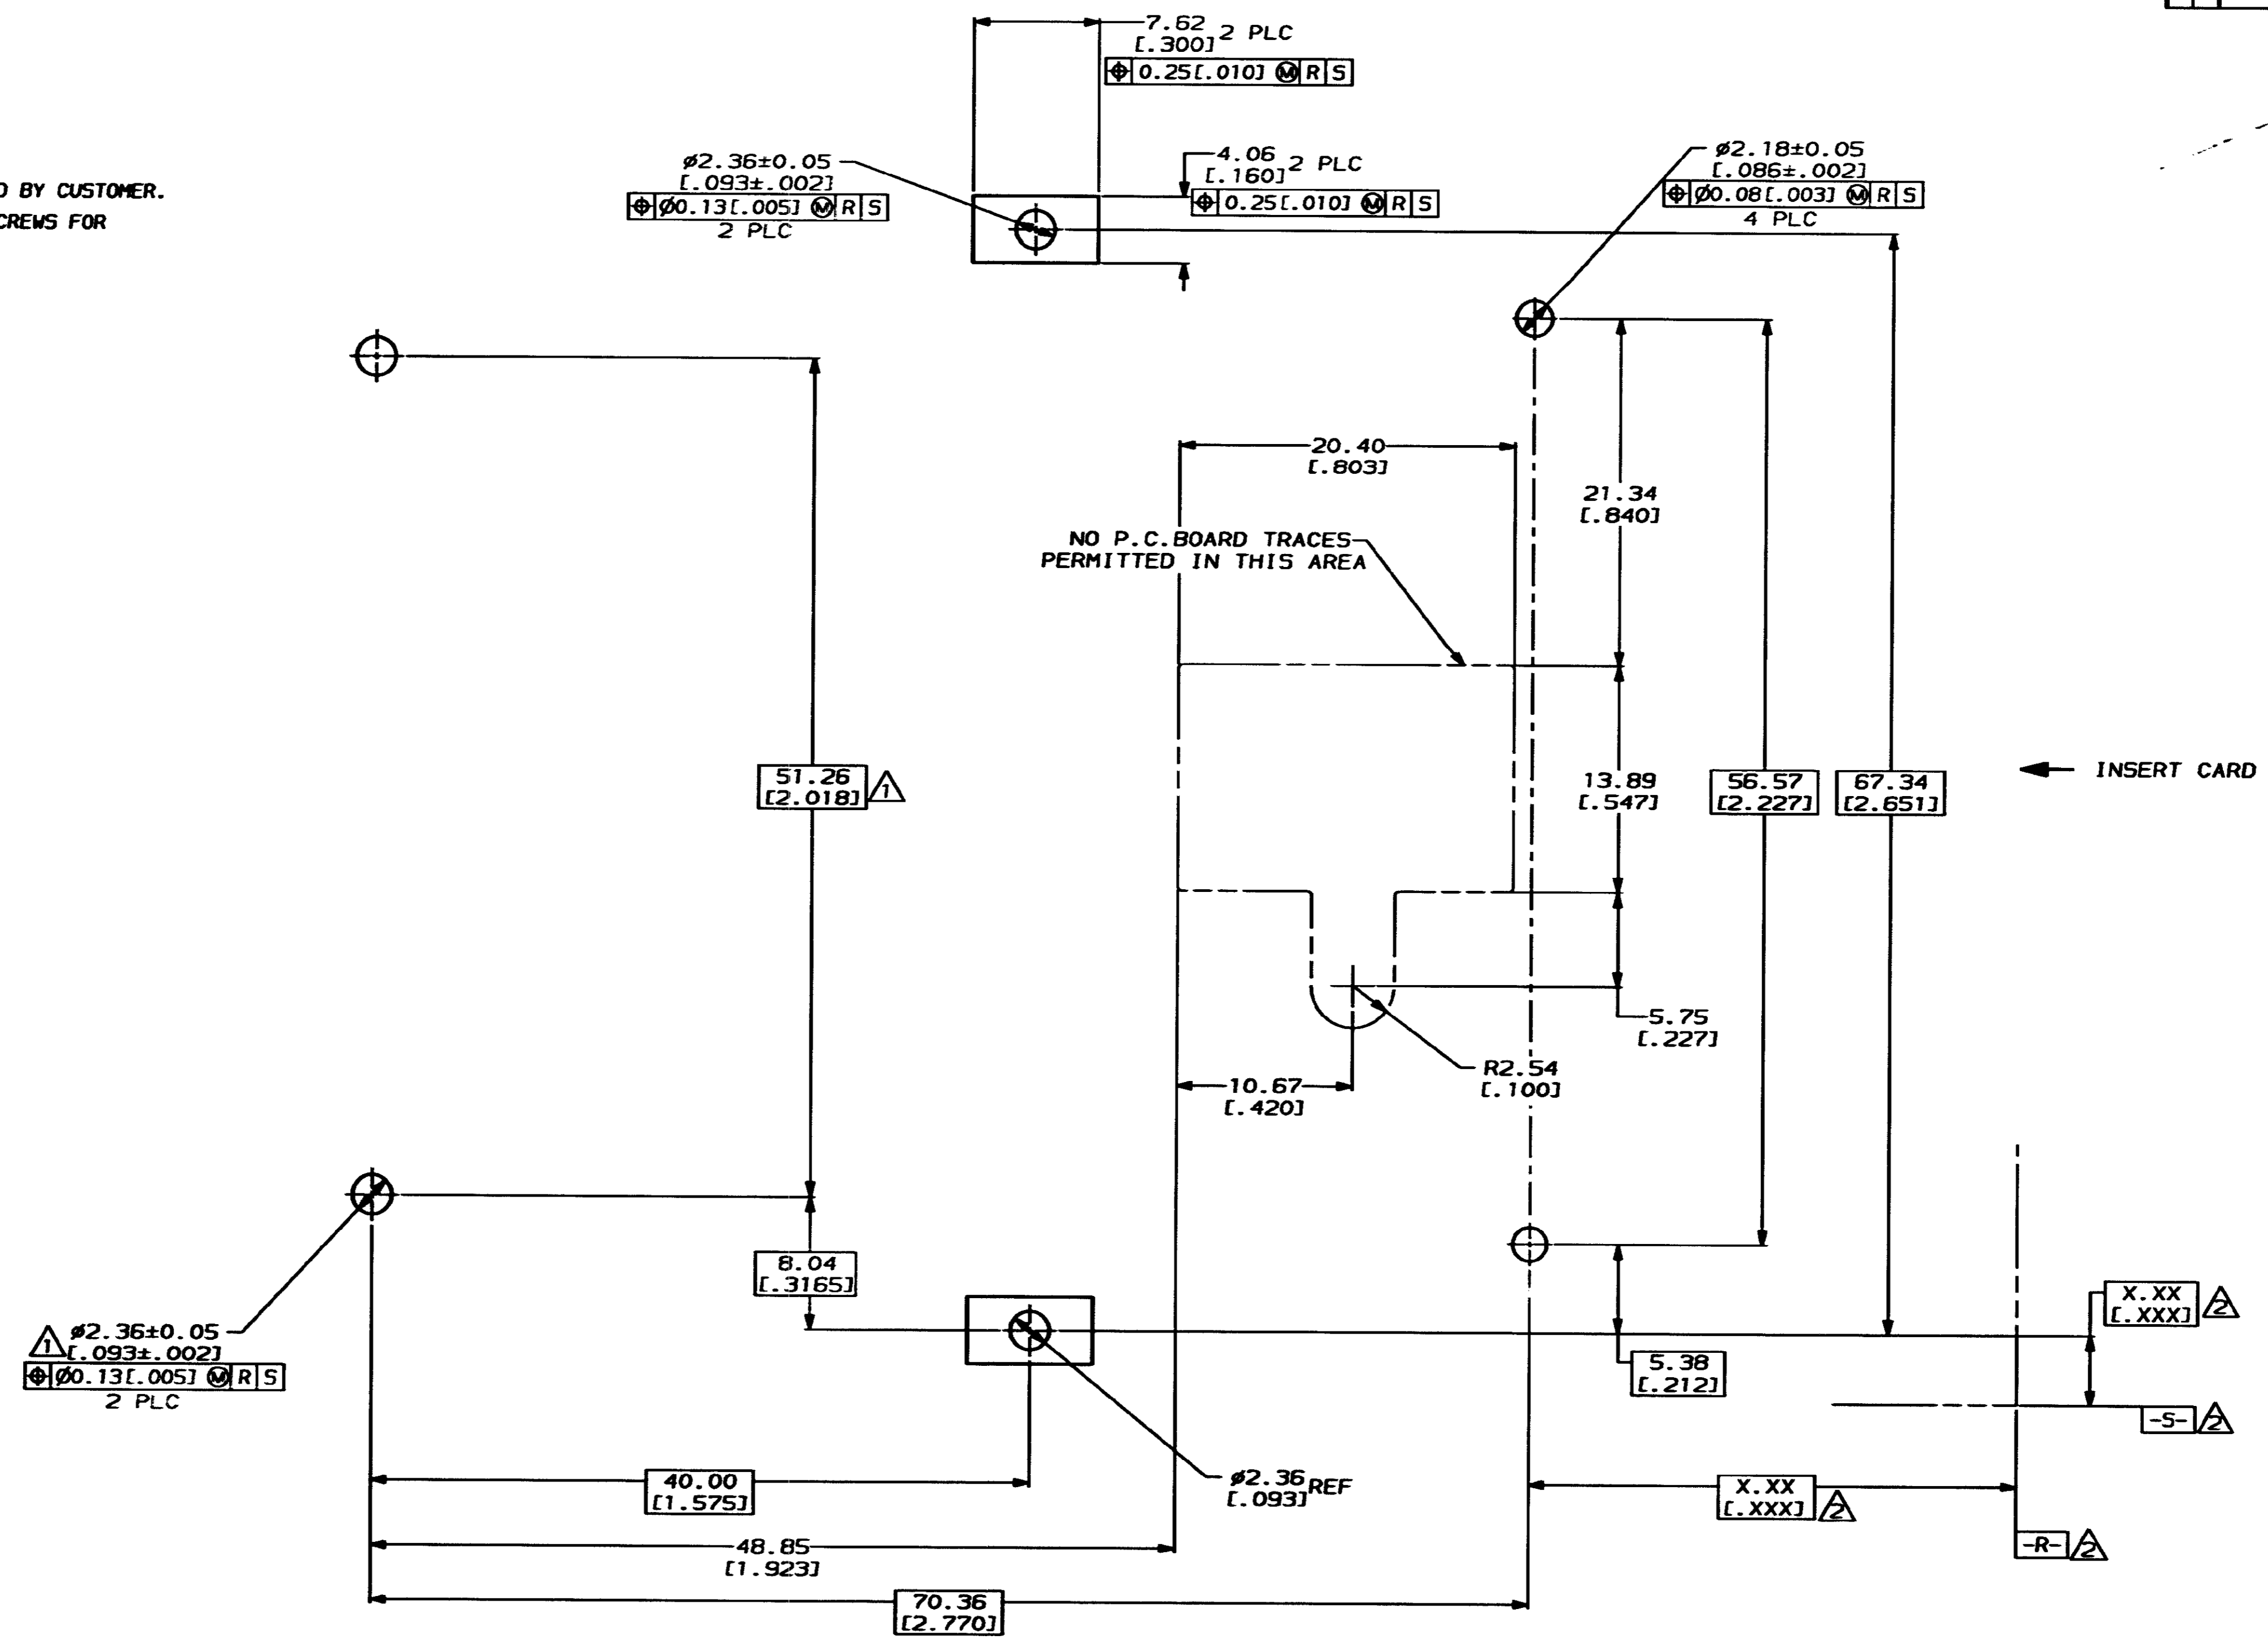 7.62
[.300] 2 PLC
⌖ 0.25[.010] Ⓜ R S
ø2.36±0.05
[.093±.002]
⌖ Ø0.13[.005] Ⓜ R S
2 PLC
4.06
[.160] 2 PLC
⌖ 0.25[.010] Ⓜ R S
ø2.18±0.05
[.086±.002]
⌖ Ø0.08[.003] Ⓜ R S
4 PLC
BY CUSTOMER.
FOR
20.40
[.803]
21.34
[.840]
NO P.C.BOARD TRACES
PERMITTED IN THIS AREA
51.26
[2.018] 1
13.89
[.547]
56.57
[2.227]
67.34
[2.651]
INSERT CARD
5.75
[.227]
R2.54
[.100]
10.67
[.420]
8.04
[.3165]
X.XX
[.XXX] 2
1 ø2.36±0.05
[.093±.002]
⌖ Ø0.13[.005] Ⓜ R S
2 PLC
5.38
[.212]
-S- 2
40.00
[1.575]
ø2.36
[.093] REF
X.XX
[.XXX] 2
48.85
[1.923]
-R- 2
70.36
[2.770]